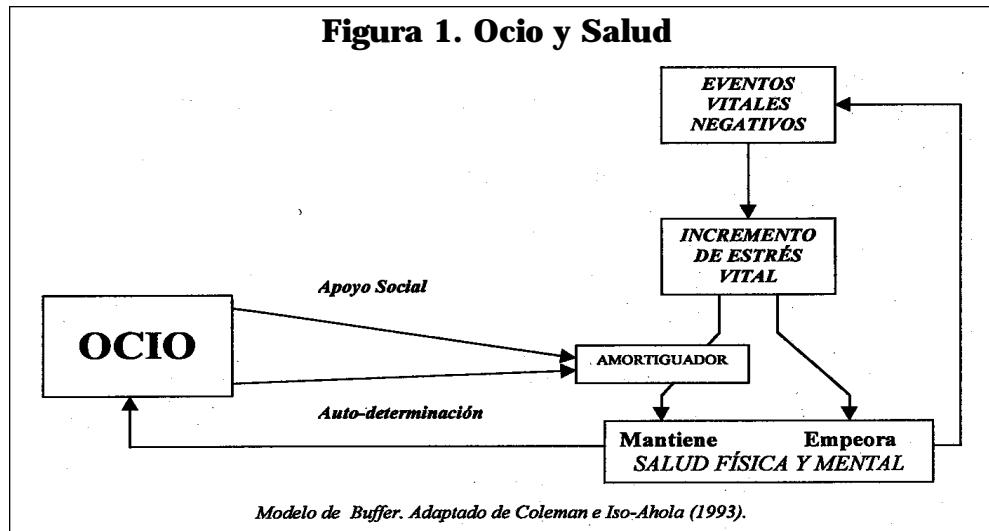 Figura 1. Ocio y Salud
EVENTOS
VITALES
NEGATIVOS
INCREMENTO
DE ESTRÉS
VITAL
Apoyo Social
OCIO
AMORTIGUADOR
Auto-determinación
Mantiene Empeora
SALUD FÍSICA Y MENTAL
Modelo de Buffer. Adaptado de Coleman e Iso-Ahola (1993).